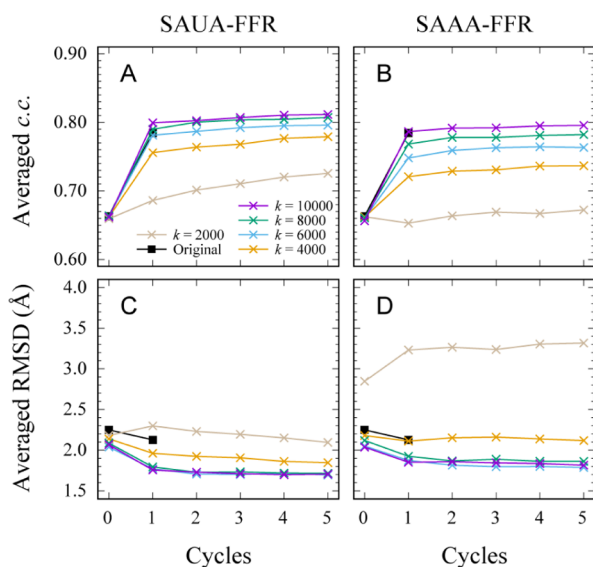 SAUA-FFR SAAA-FFR
Averaged c.c.
0.90
0.80
0.70
0.60
A
B
k = 10000
k = 8000
k = 2000 k = 6000
Original k = 4000
Averaged RMSD (Å)
4.0
3.5
3.0
2.5
2.0
1.5
C
D
0 1 2 3 4 5 0 1 2 3 4 5
Cycles Cycles